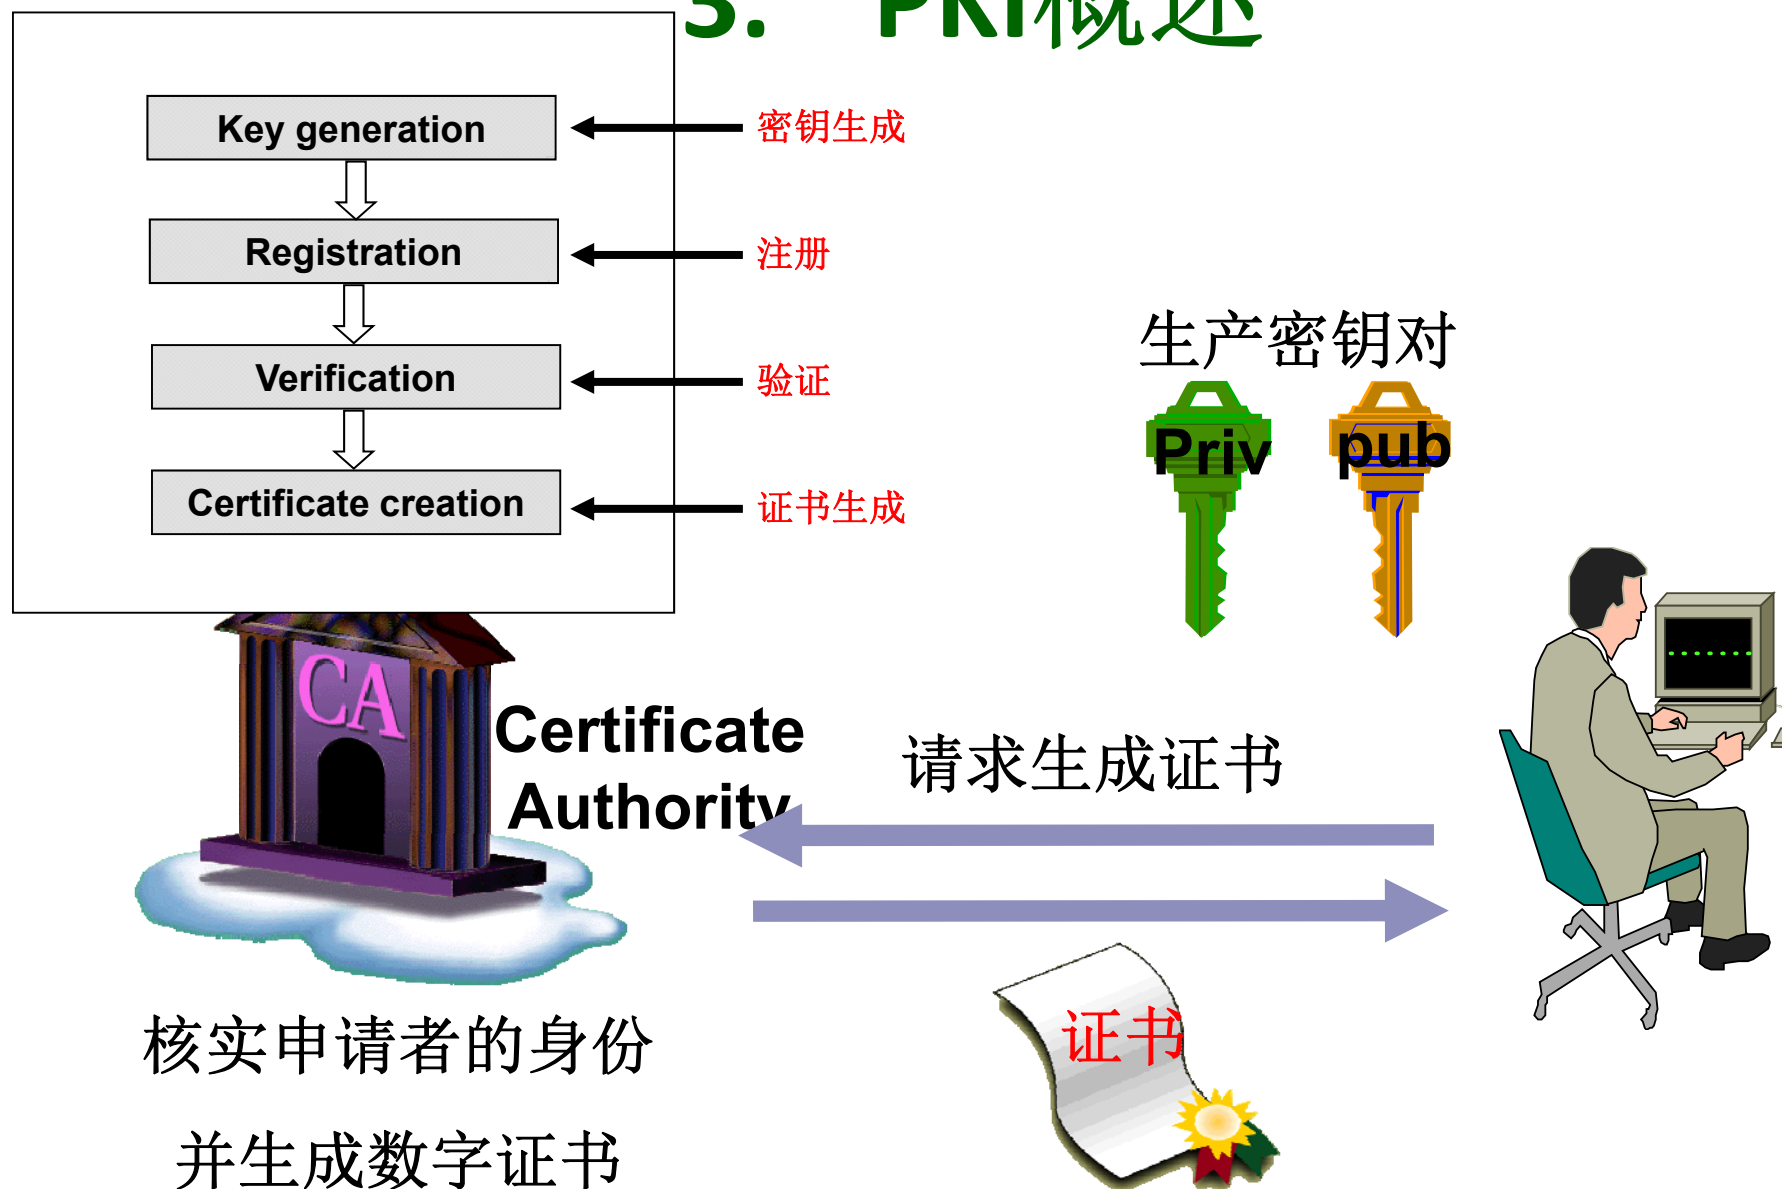 3. PKI概述
Key generation
密钥生成
Registration
注册
Verification
验证
Certificate creation
证书生成
生产密钥对
Priv
pub
CA
Certificate
Authority
请求生成证书
证书
核实申请者的身份
并生成数字证书